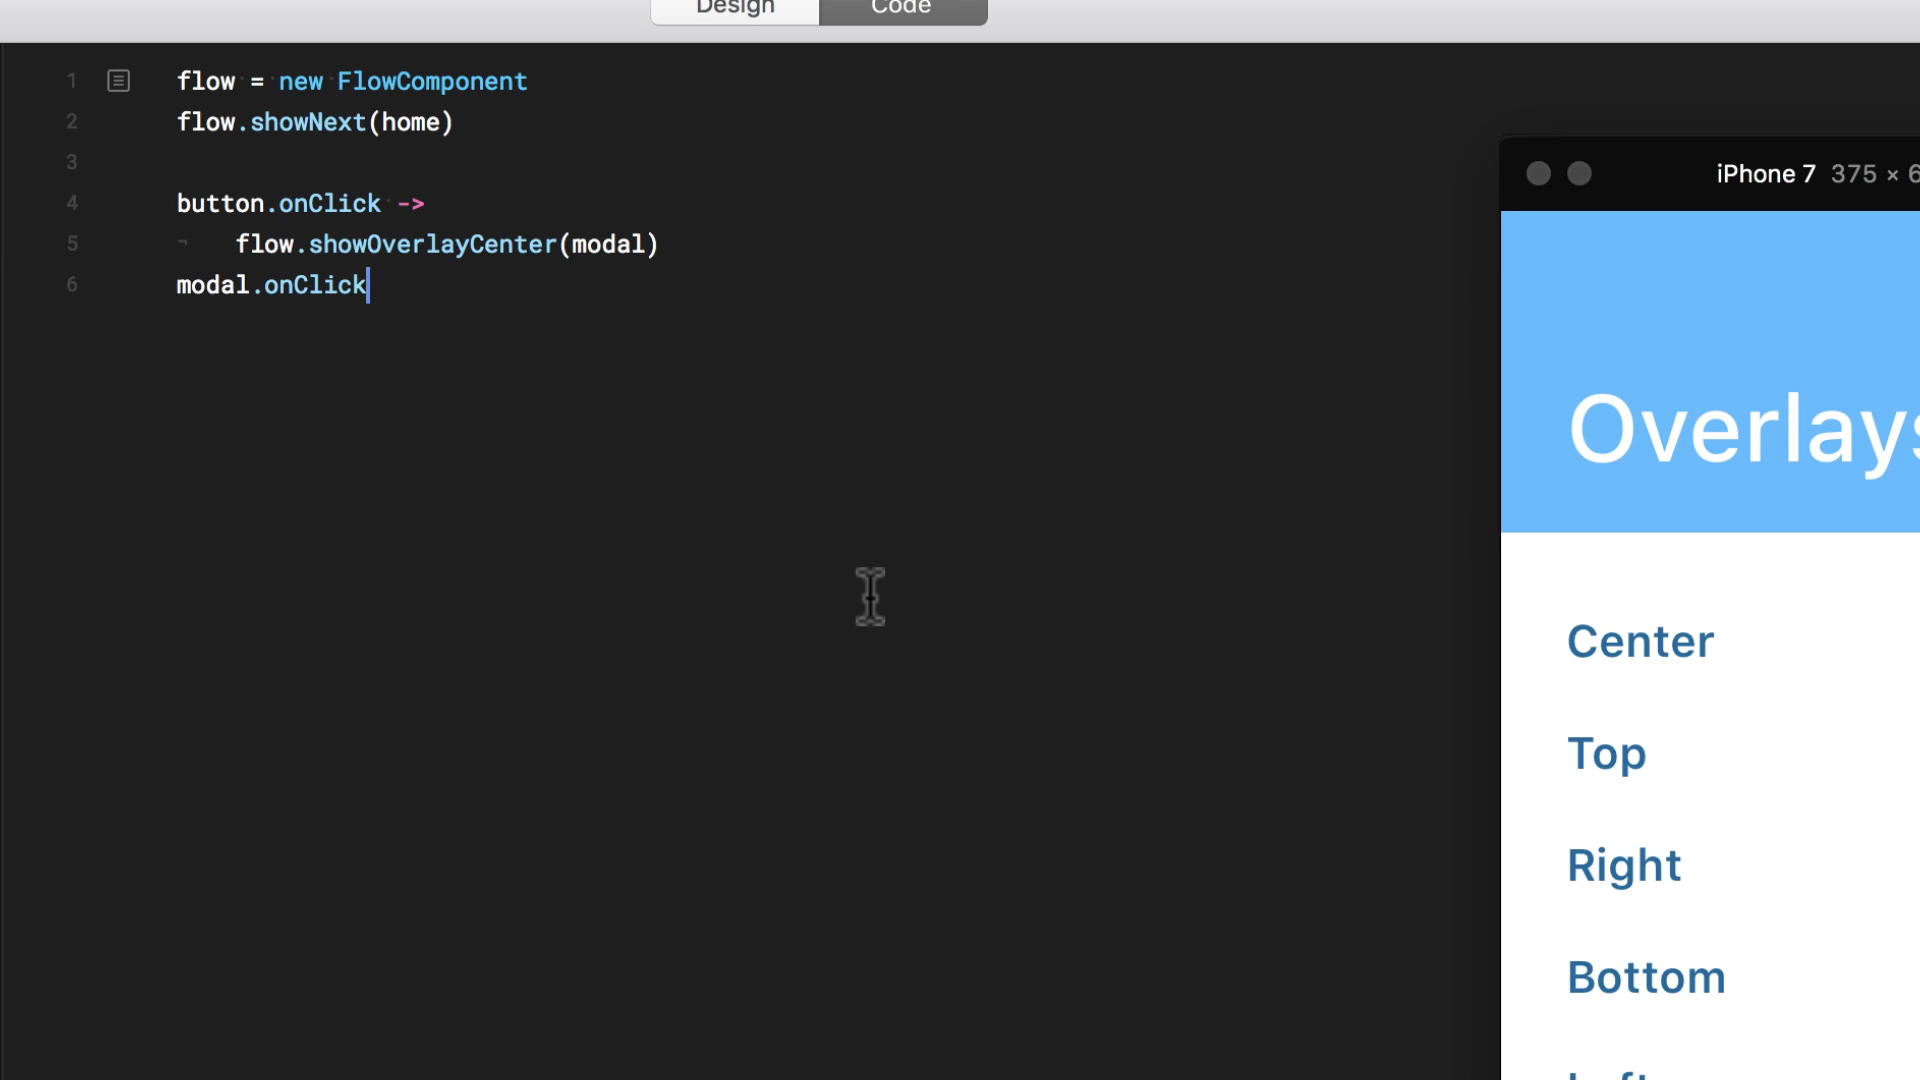 Design Code
1 flow = new FlowComponent
2 flow.showNext(home)
3
4 button.onClick ->
5 flow.showOverlayCenter(modal)
6 modal.onClick
iPhone 7 375 × 6
Overlays
Center
Top
Right
Bottom